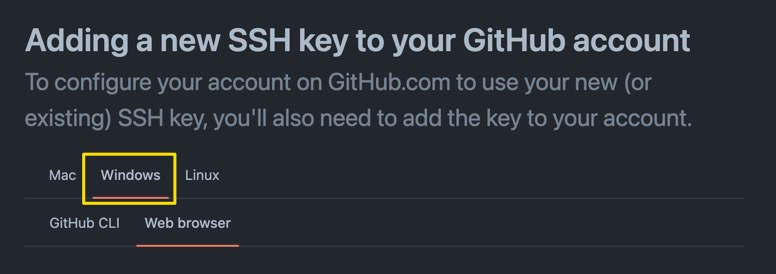 Adding a new SSH key to your GitHub account
To configure your account on GitHub.com to use your new (or
existing) SSH key, you'll also need to add the key to your account.
Mac Windows Linux
GitHub CLI Web browser